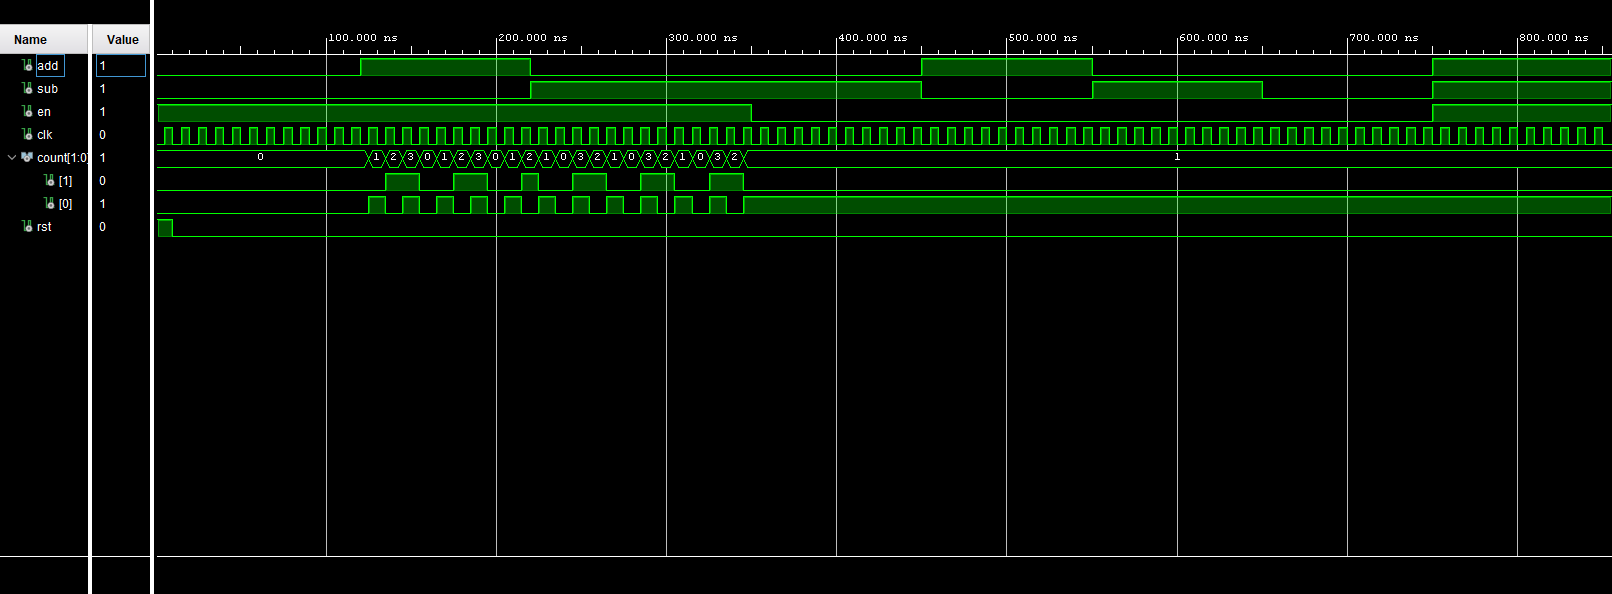 Name Value
100.000 ns 200.000 ns 300.000 ns 400.000 ns 500.000 ns 600.000 ns 700.000 ns 800.000 ns
add 1
sub 1
en 1
clk 0
count[1:0] 1 0 1 2 3 0 1 2 3 0 1 2 1 0 3 2 1 0 3 2 1 0 3 2 1
[1] 0
[0] 1
rst 0